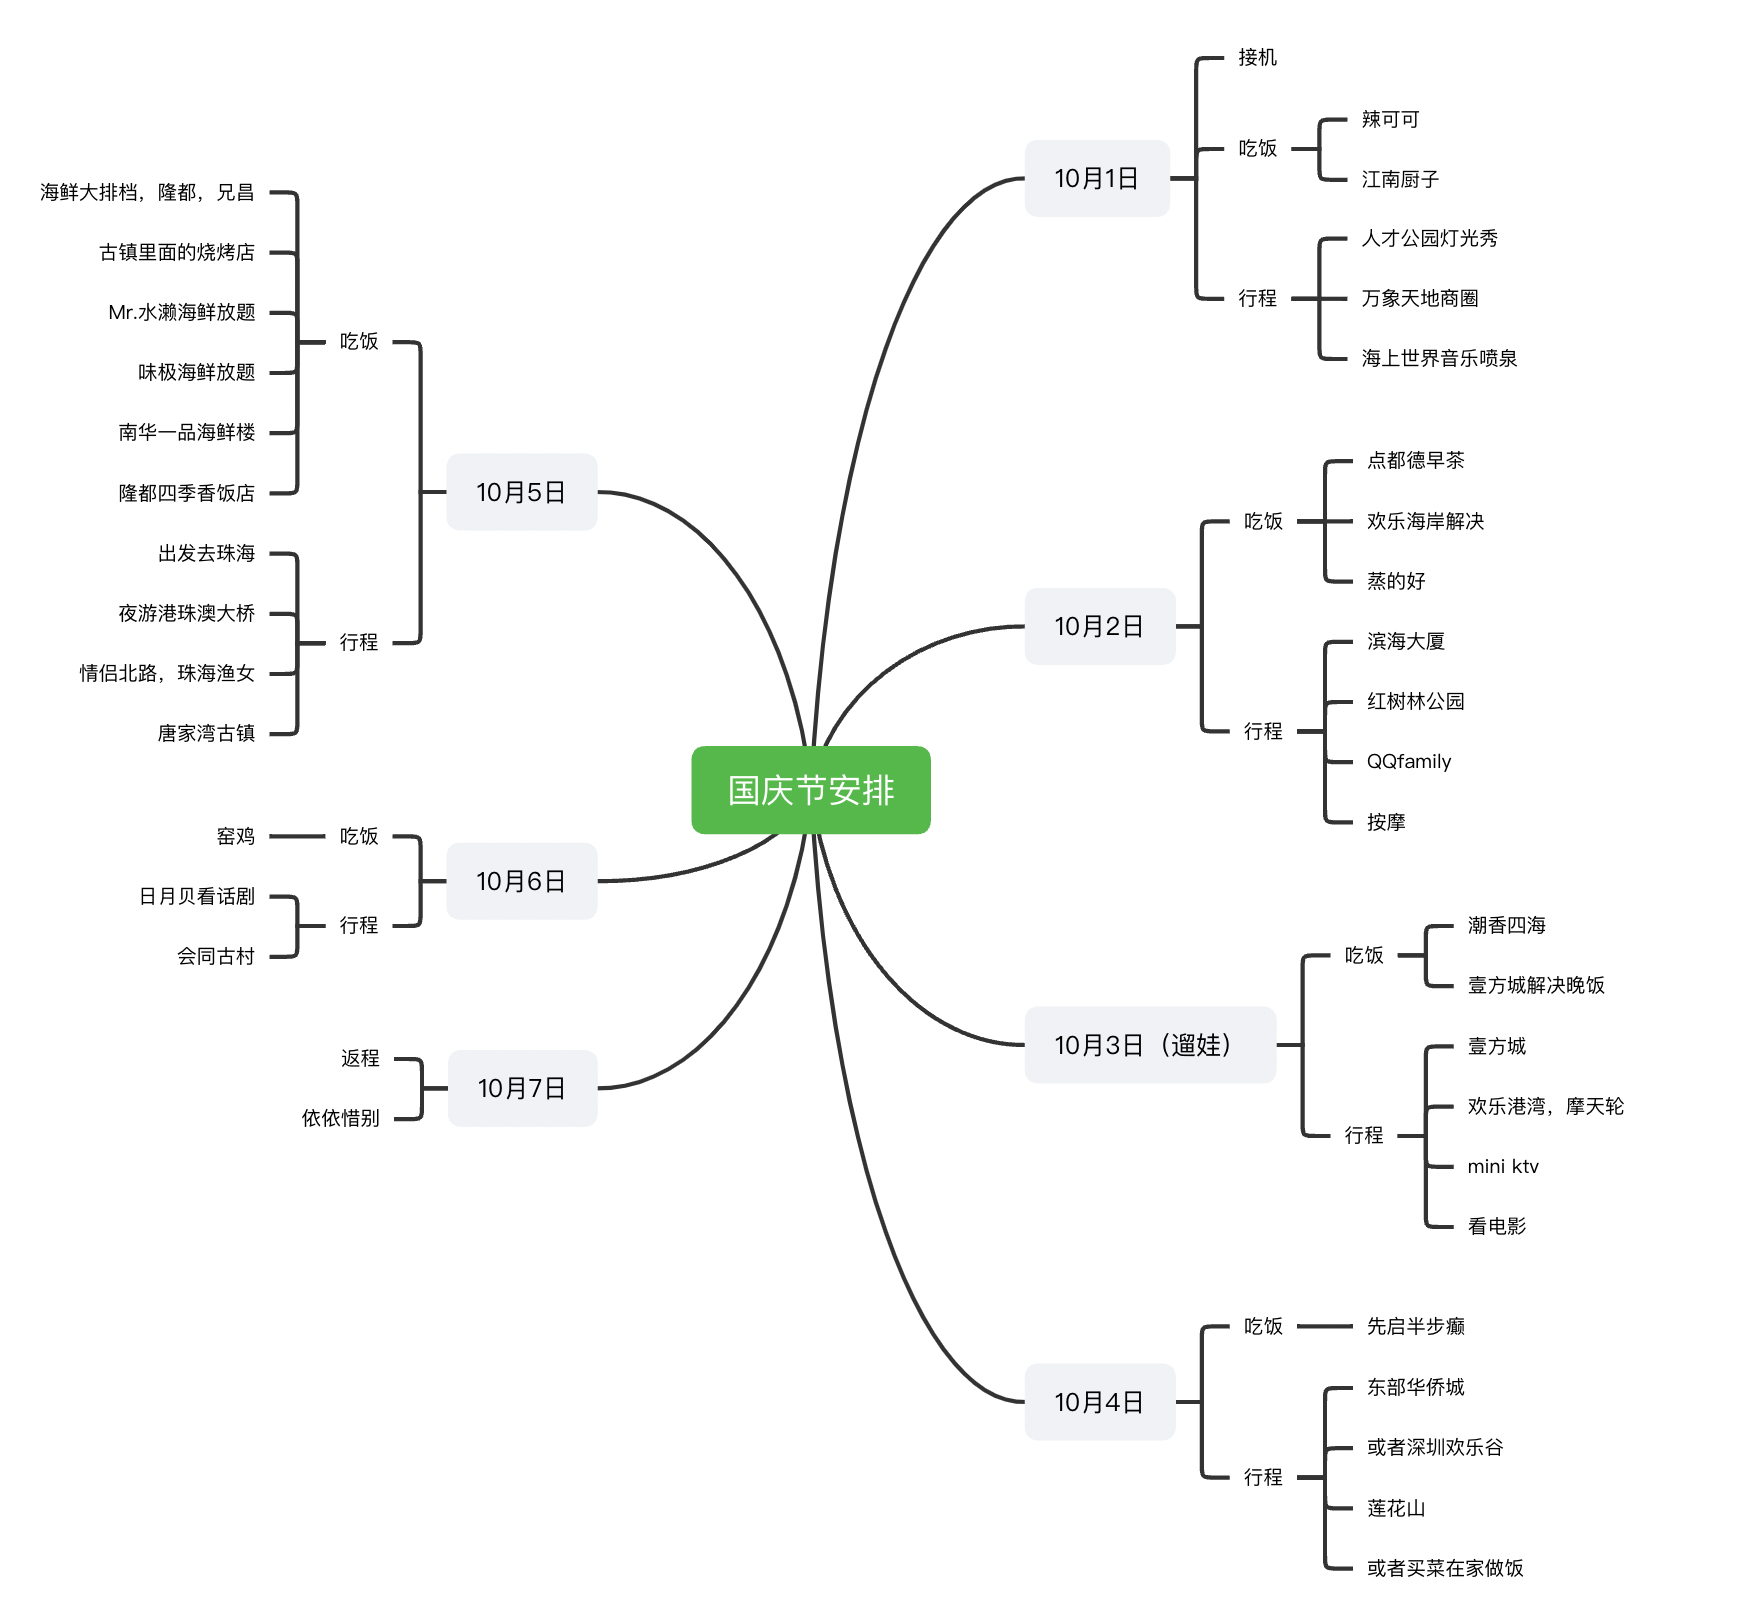 国庆节安排
10月1日
接机
吃饭
辣可可
江南厨子
行程
人才公园灯光秀
万象天地商圈
海上世界音乐喷泉
10月2日
吃饭
点都德早茶
欢乐海岸解决
蒸的好
行程
滨海大厦
红树林公园
QQfamily
按摩
10月3日（遛娃）
吃饭
潮香四海
壹方城解决晚饭
行程
壹方城
欢乐港湾，摩天轮
mini ktv
看电影
10月4日
吃饭
先启半步癫
行程
东部华侨城
或者深圳欢乐谷
莲花山
或者买菜在家做饭
10月5日
吃饭
海鲜大排档，隆都，兄昌
古镇里面的烧烤店
Mr.水濑海鲜放题
味极海鲜放题
南华一品海鲜楼
隆都四季香饭店
行程
出发去珠海
夜游港珠澳大桥
情侣北路，珠海渔女
唐家湾古镇
10月6日
吃饭
窑鸡
行程
日月贝看话剧
会同古村
10月7日
返程
依依惜别